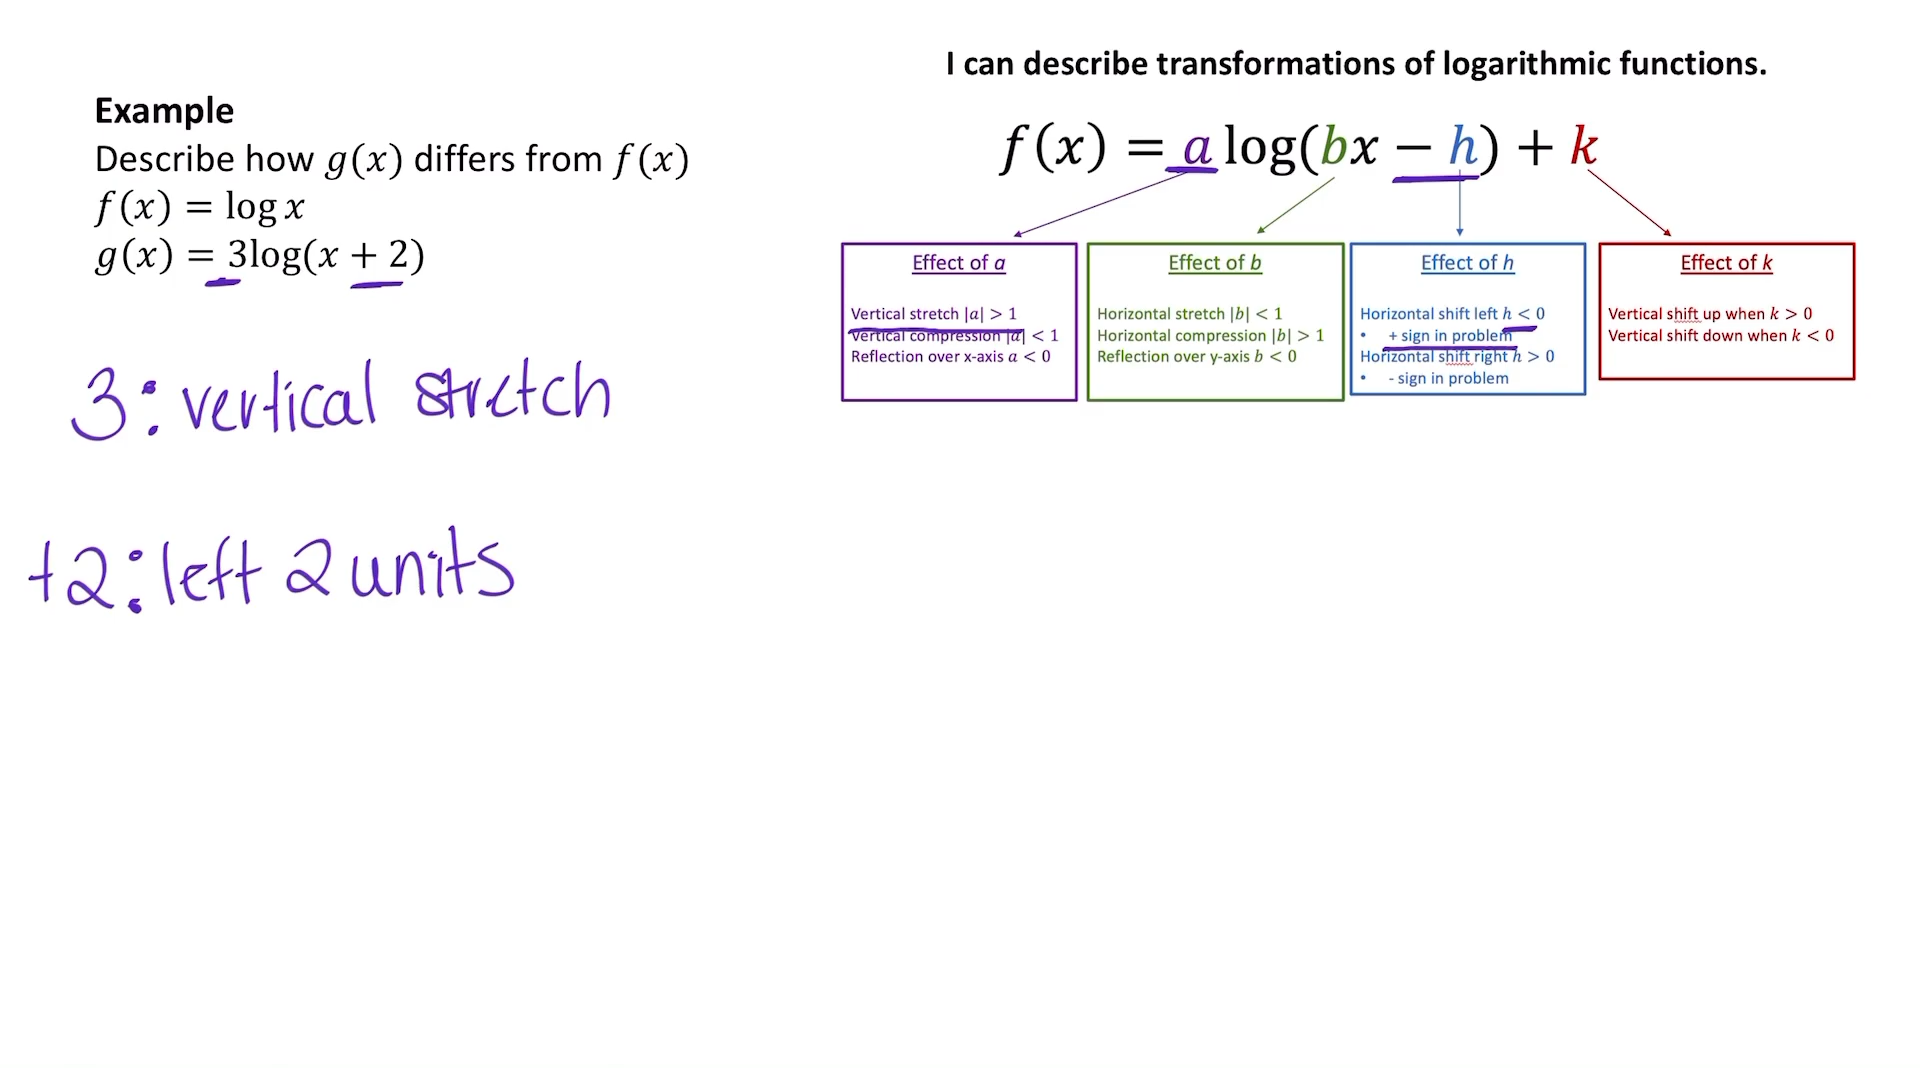 I can describe transformations of logarithmic functions.
Example
Describe how g(x) differs from f(x)
f(x) = log x
g(x) = 3log(x + 2)
3: vertical stretch
+2: left 2 units
f(x) = a log(bx − h) + k
Effect of a
Vertical stretch |a| > 1
Vertical compression |a| < 1
Reflection over x-axis a < 0
Effect of b
Horizontal stretch |b| < 1
Horizontal compression |b| > 1
Reflection over y-axis b < 0
Effect of h
Horizontal shift left h < 0
• + sign in problem
Horizontal shift right h > 0
• - sign in problem
Effect of k
Vertical shift up when k > 0
Vertical shift down when k < 0